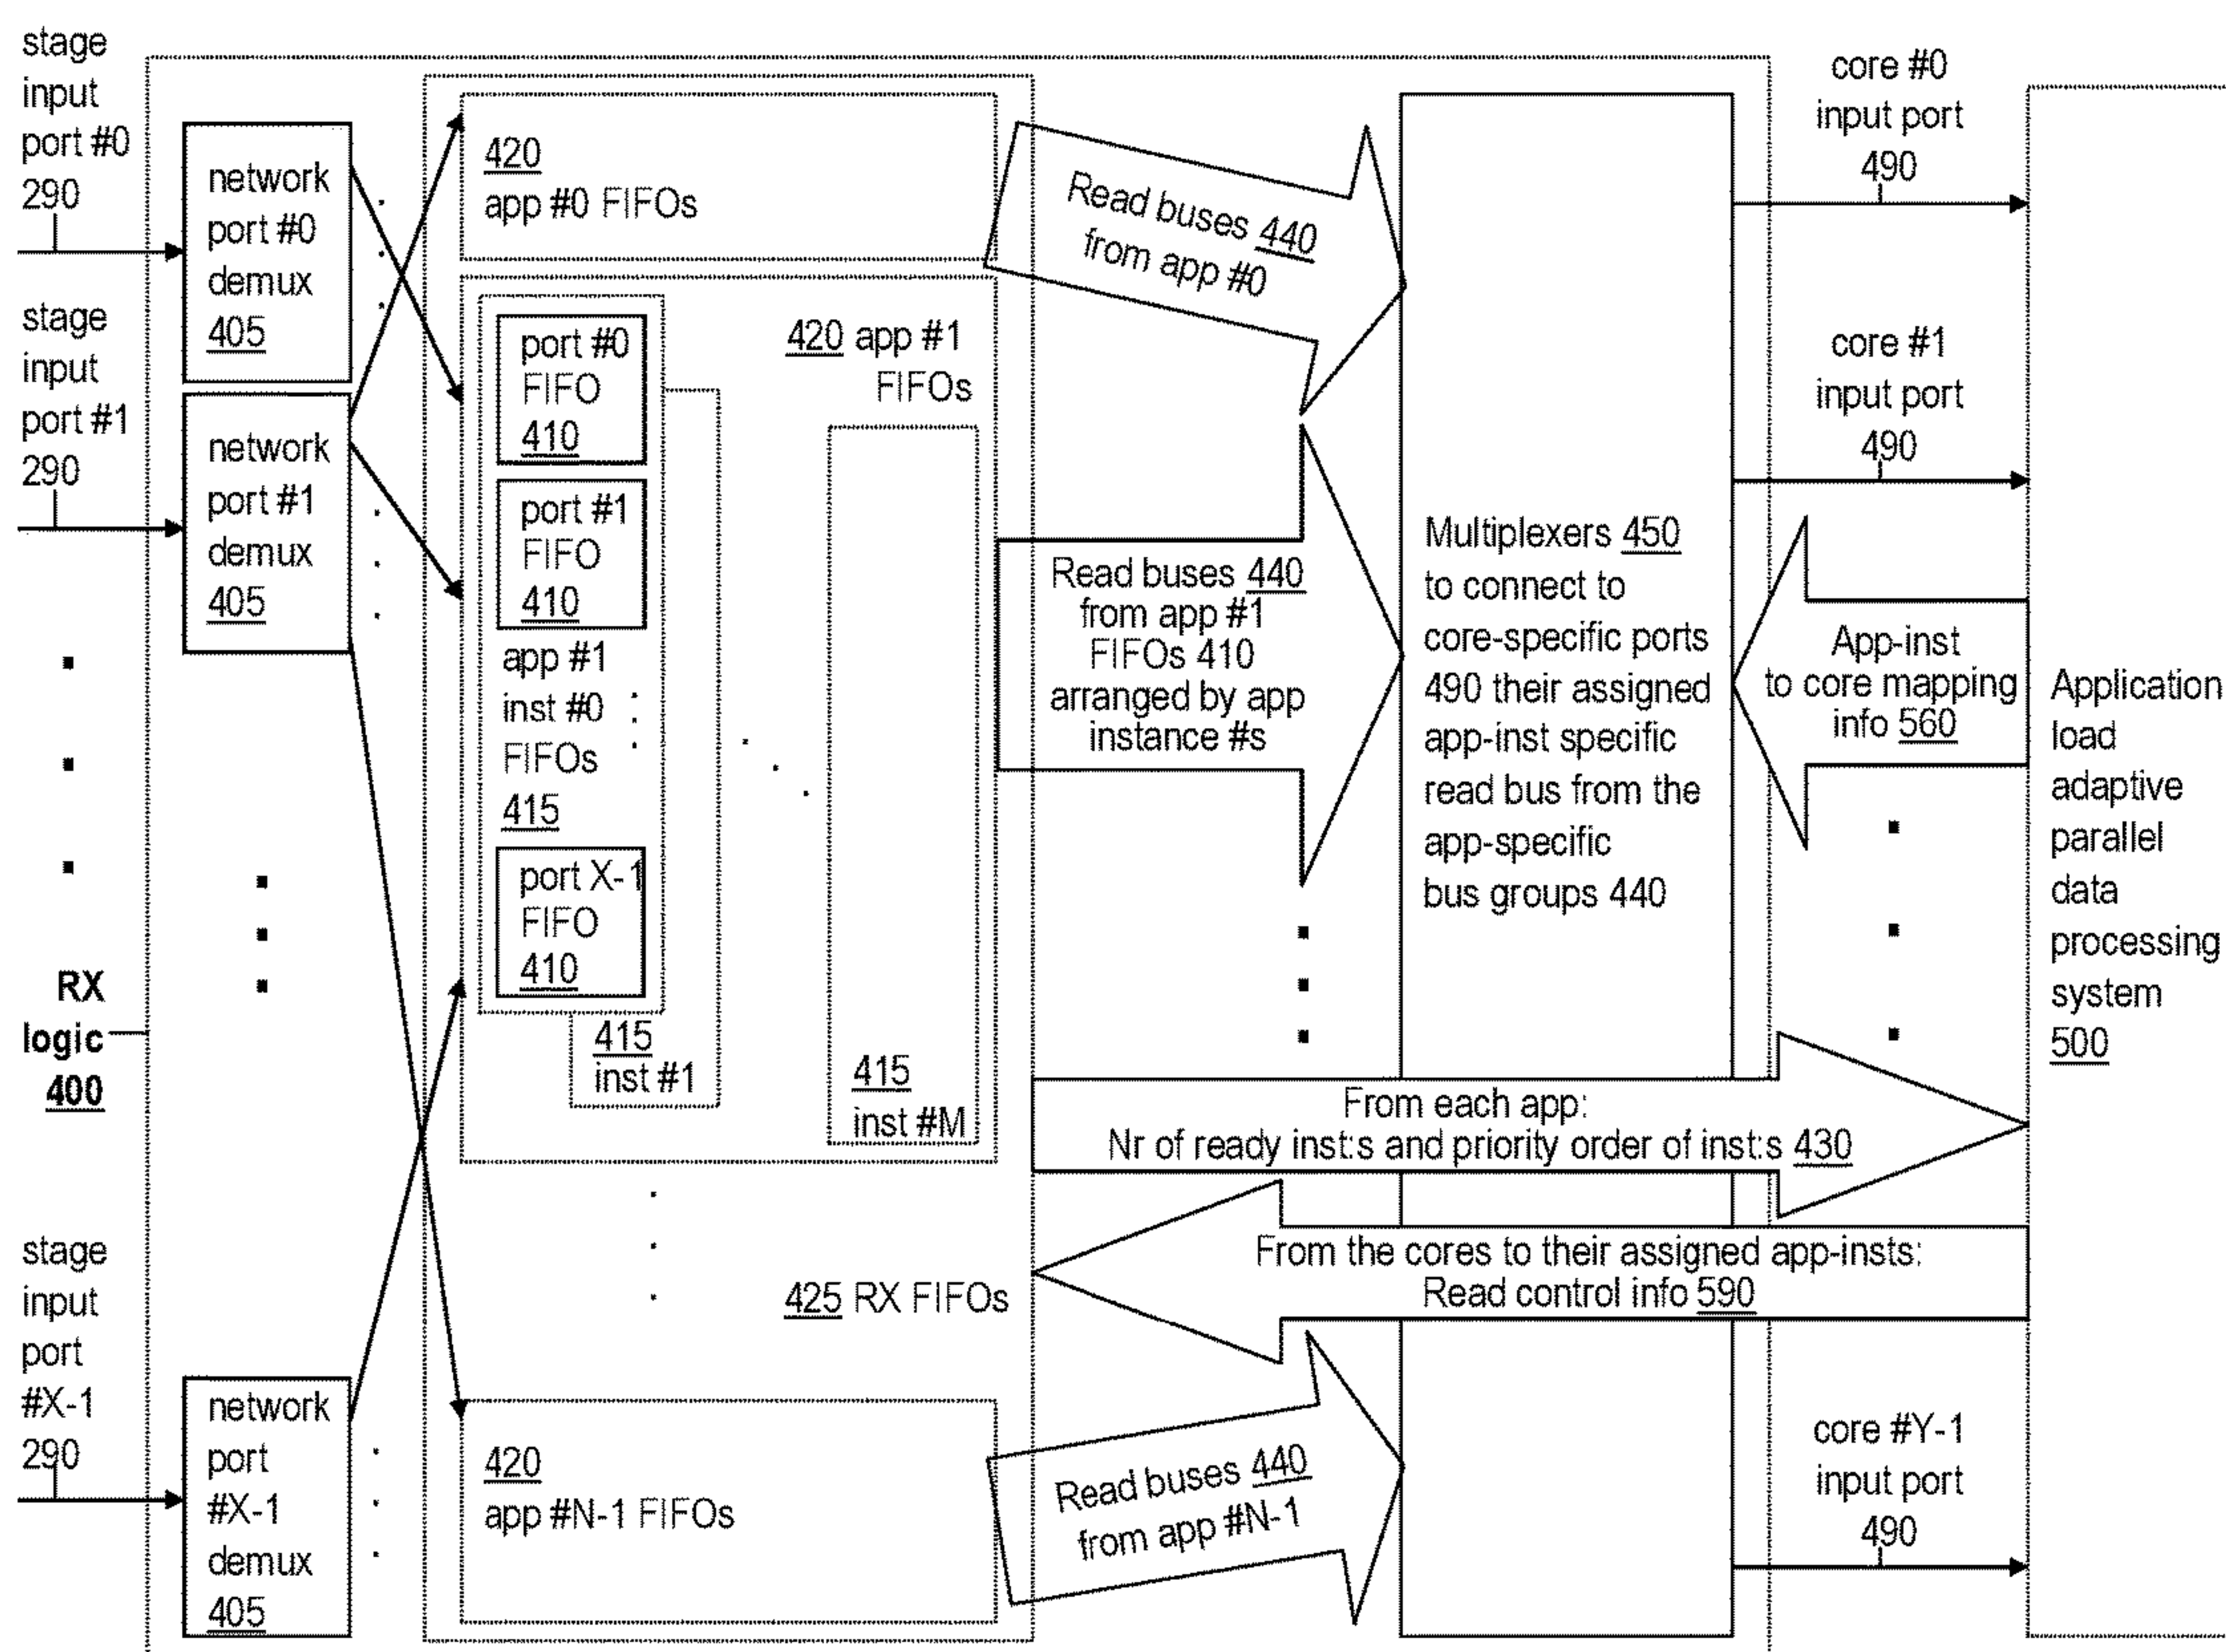 stage
input
port #0
290
stage
input
port #1
290
RX
logic
400
stage
input
port
#X-1
290
network
port #0
demux
405
network
port #1
demux
405
network
port
#X-1
demux
405
420
app #0 FIFOs
420 app #1
FIFOs
port #0
FIFO
410
port #1
FIFO
410
app #1
inst #0
FIFOs
415
port X-1
FIFO
410
415
inst #1
415
inst #M
425 RX FIFOs
420
app #N-1 FIFOs
Read buses 440
from app #0
Read buses 440
from app #1
FIFOs 410
arranged by app
instance #s
Read buses 440
from app #N-1
Multiplexers 450
to connect to
core-specific ports
490 their assigned
app-inst specific
read bus from the
app-specific
bus groups 440
From each app:
Nr of ready inst:s and priority order of inst:s 430
From the cores to their assigned app-insts:
Read control info 590
core #0
input port
490
core #1
input port
490
App-inst
to core mapping
info 560
core #Y-1
input port
490
Application
load
adaptive
parallel
data
processing
system
500